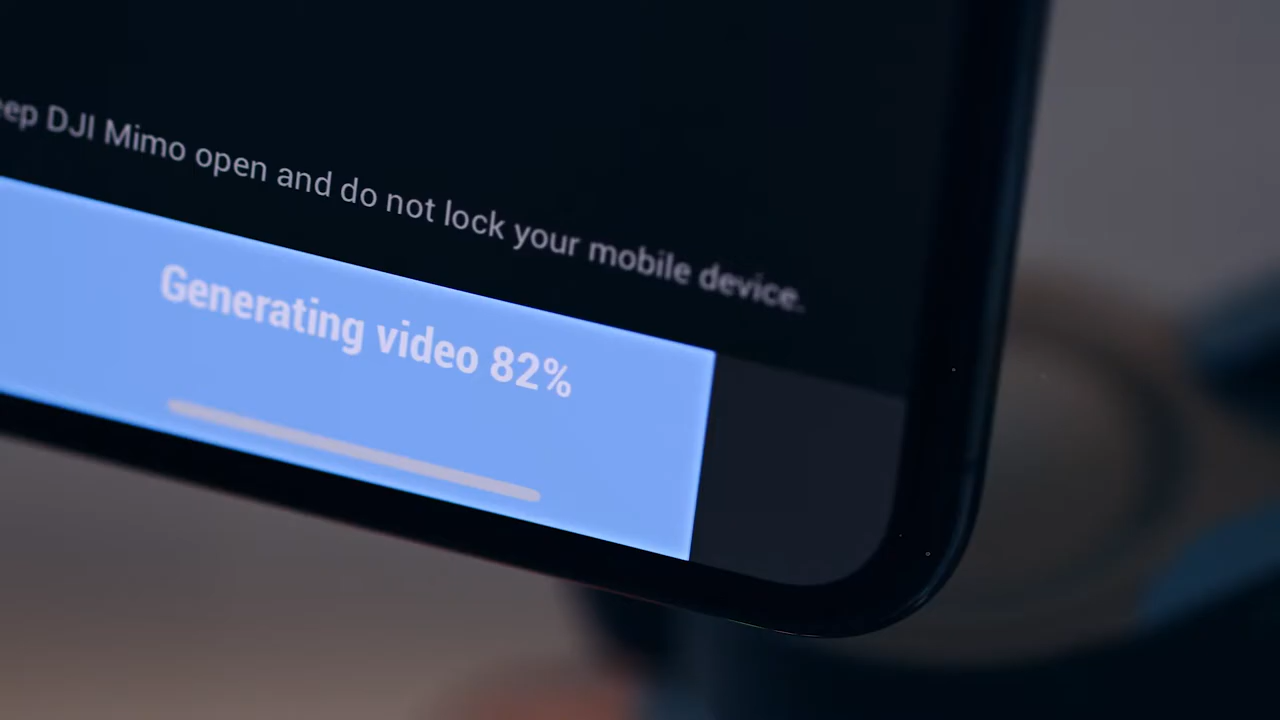 DJI Mimo open and do not lock your mobile device.
Generating video 82%